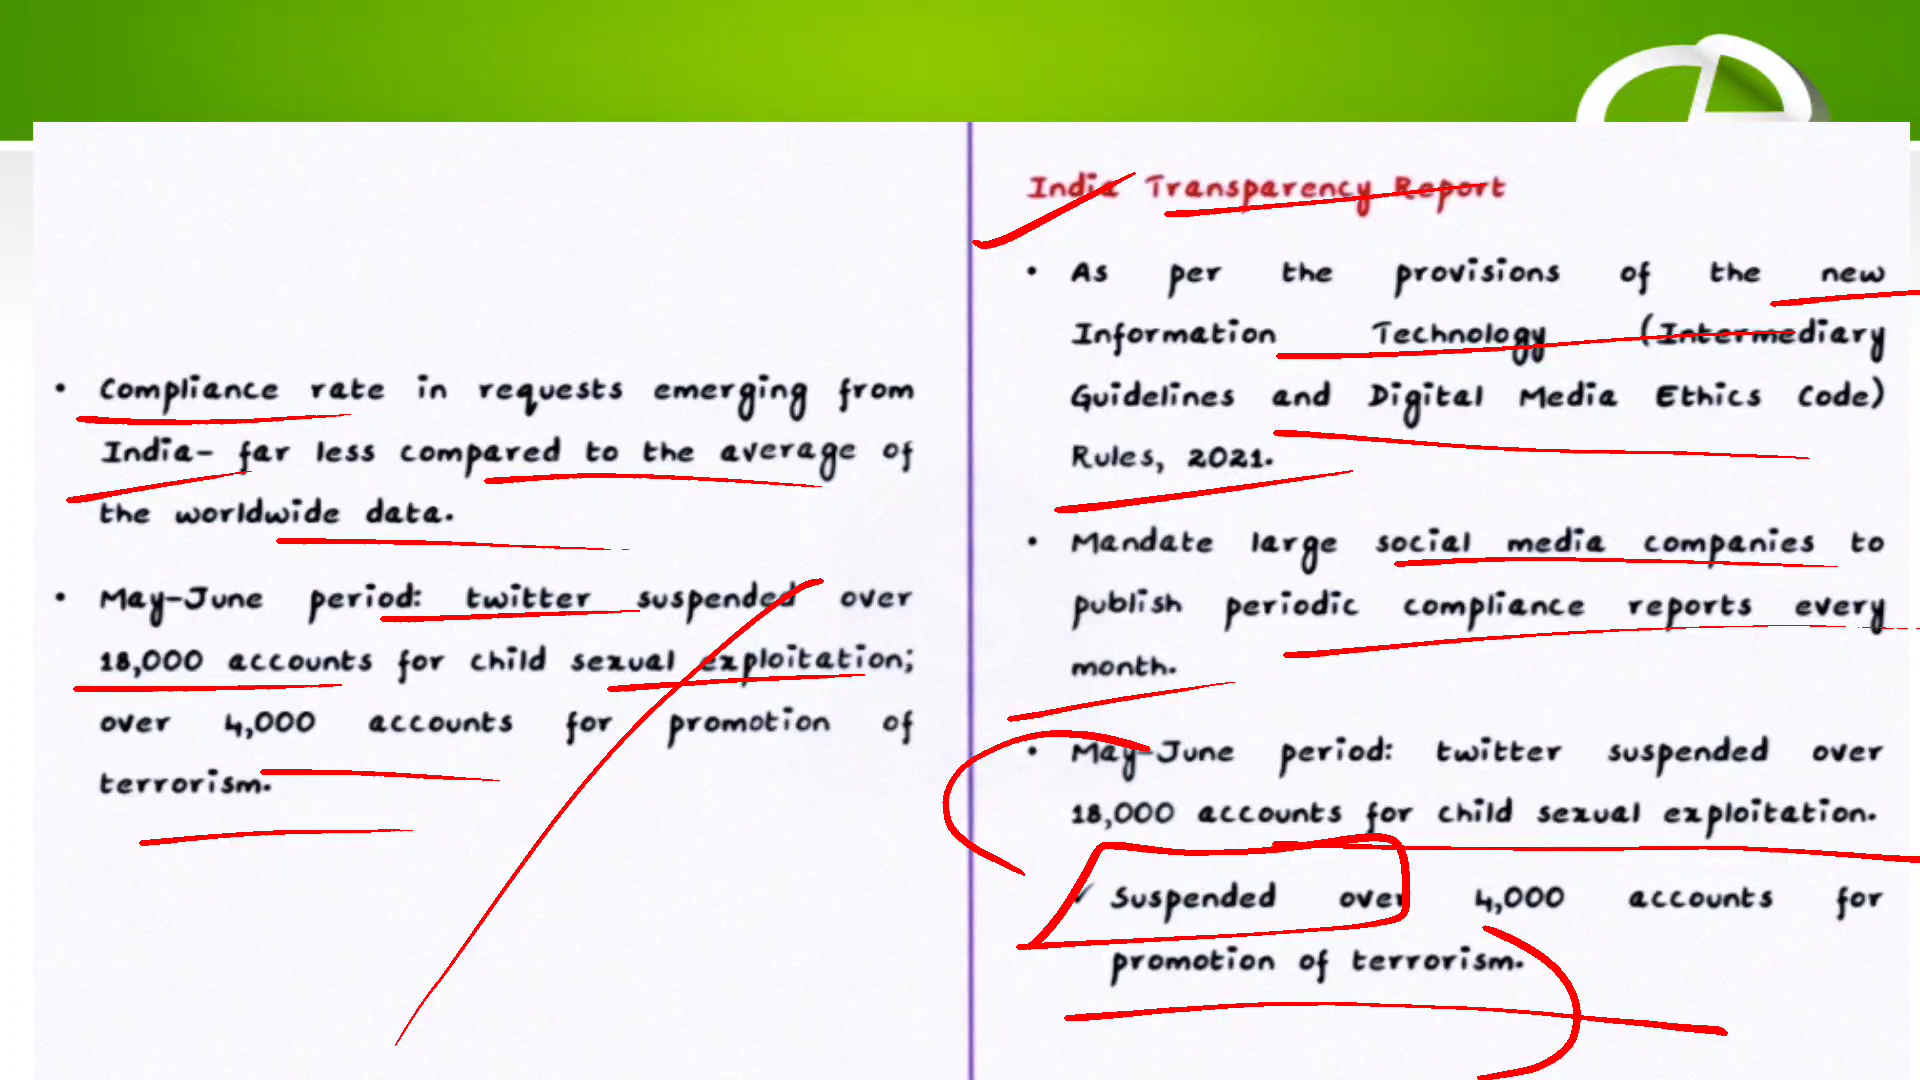 • Compliance rate in requests emerging from
India- far less compared to the average of
the worldwide data.
• May-June period: twitter suspended over
18,000 accounts for child sexual exploitation;
over 4,000 accounts for promotion of
terrorism.
India Transparency Report
• As per the provisions of the new
Information Technology (Intermediary
Guidelines and Digital Media Ethics Code)
Rules, 2021.
• Mandate large social media companies to
publish periodic compliance reports every
month.
• May-June period: twitter suspended over
18,000 accounts for child sexual exploitation.
✓ Suspended over 4,000 accounts for
promotion of terrorism.